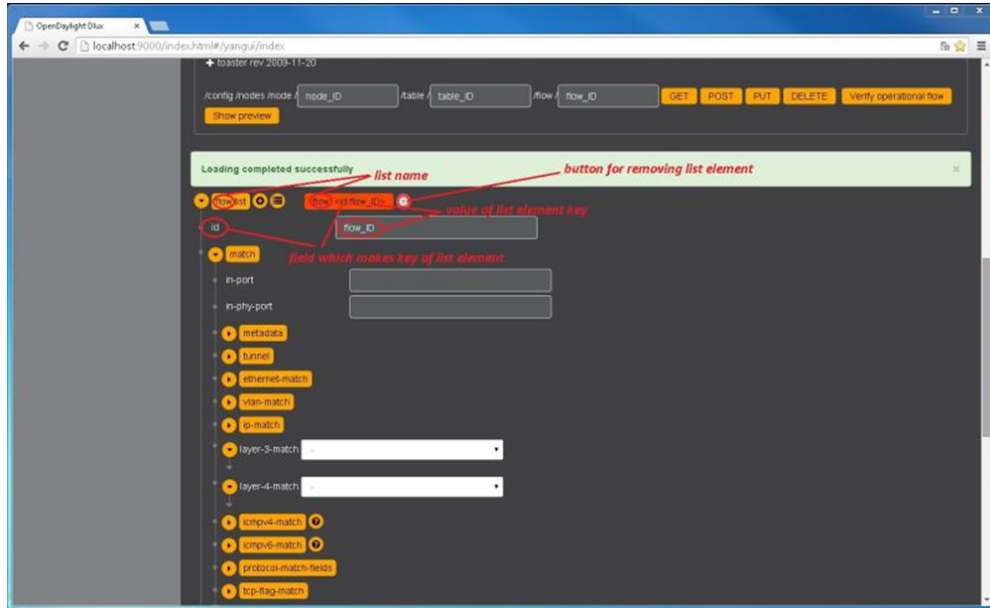 OpenDaylight Dlux
localhost:9000/index.html#/yangui/index
toaster rev.2009-11-20
/config /nodes /node / node_ID /table / table_ID /flow / flow_ID GET POST PUT DELETE Verify operational flow
Show preview
Loading completed successfully
list name
button for removing list element
flow list
flow <id:flow_ID>
value of list element key
id flow_ID
match
field which makes key of list element
in-port
in-phy-port
metadata
tunnel
ethernet-match
vlan-match
ip-match
layer-3-match -
layer-4-match -
icmpv4-match
icmpv6-match
protocol-match-fields
tcp-flag-match